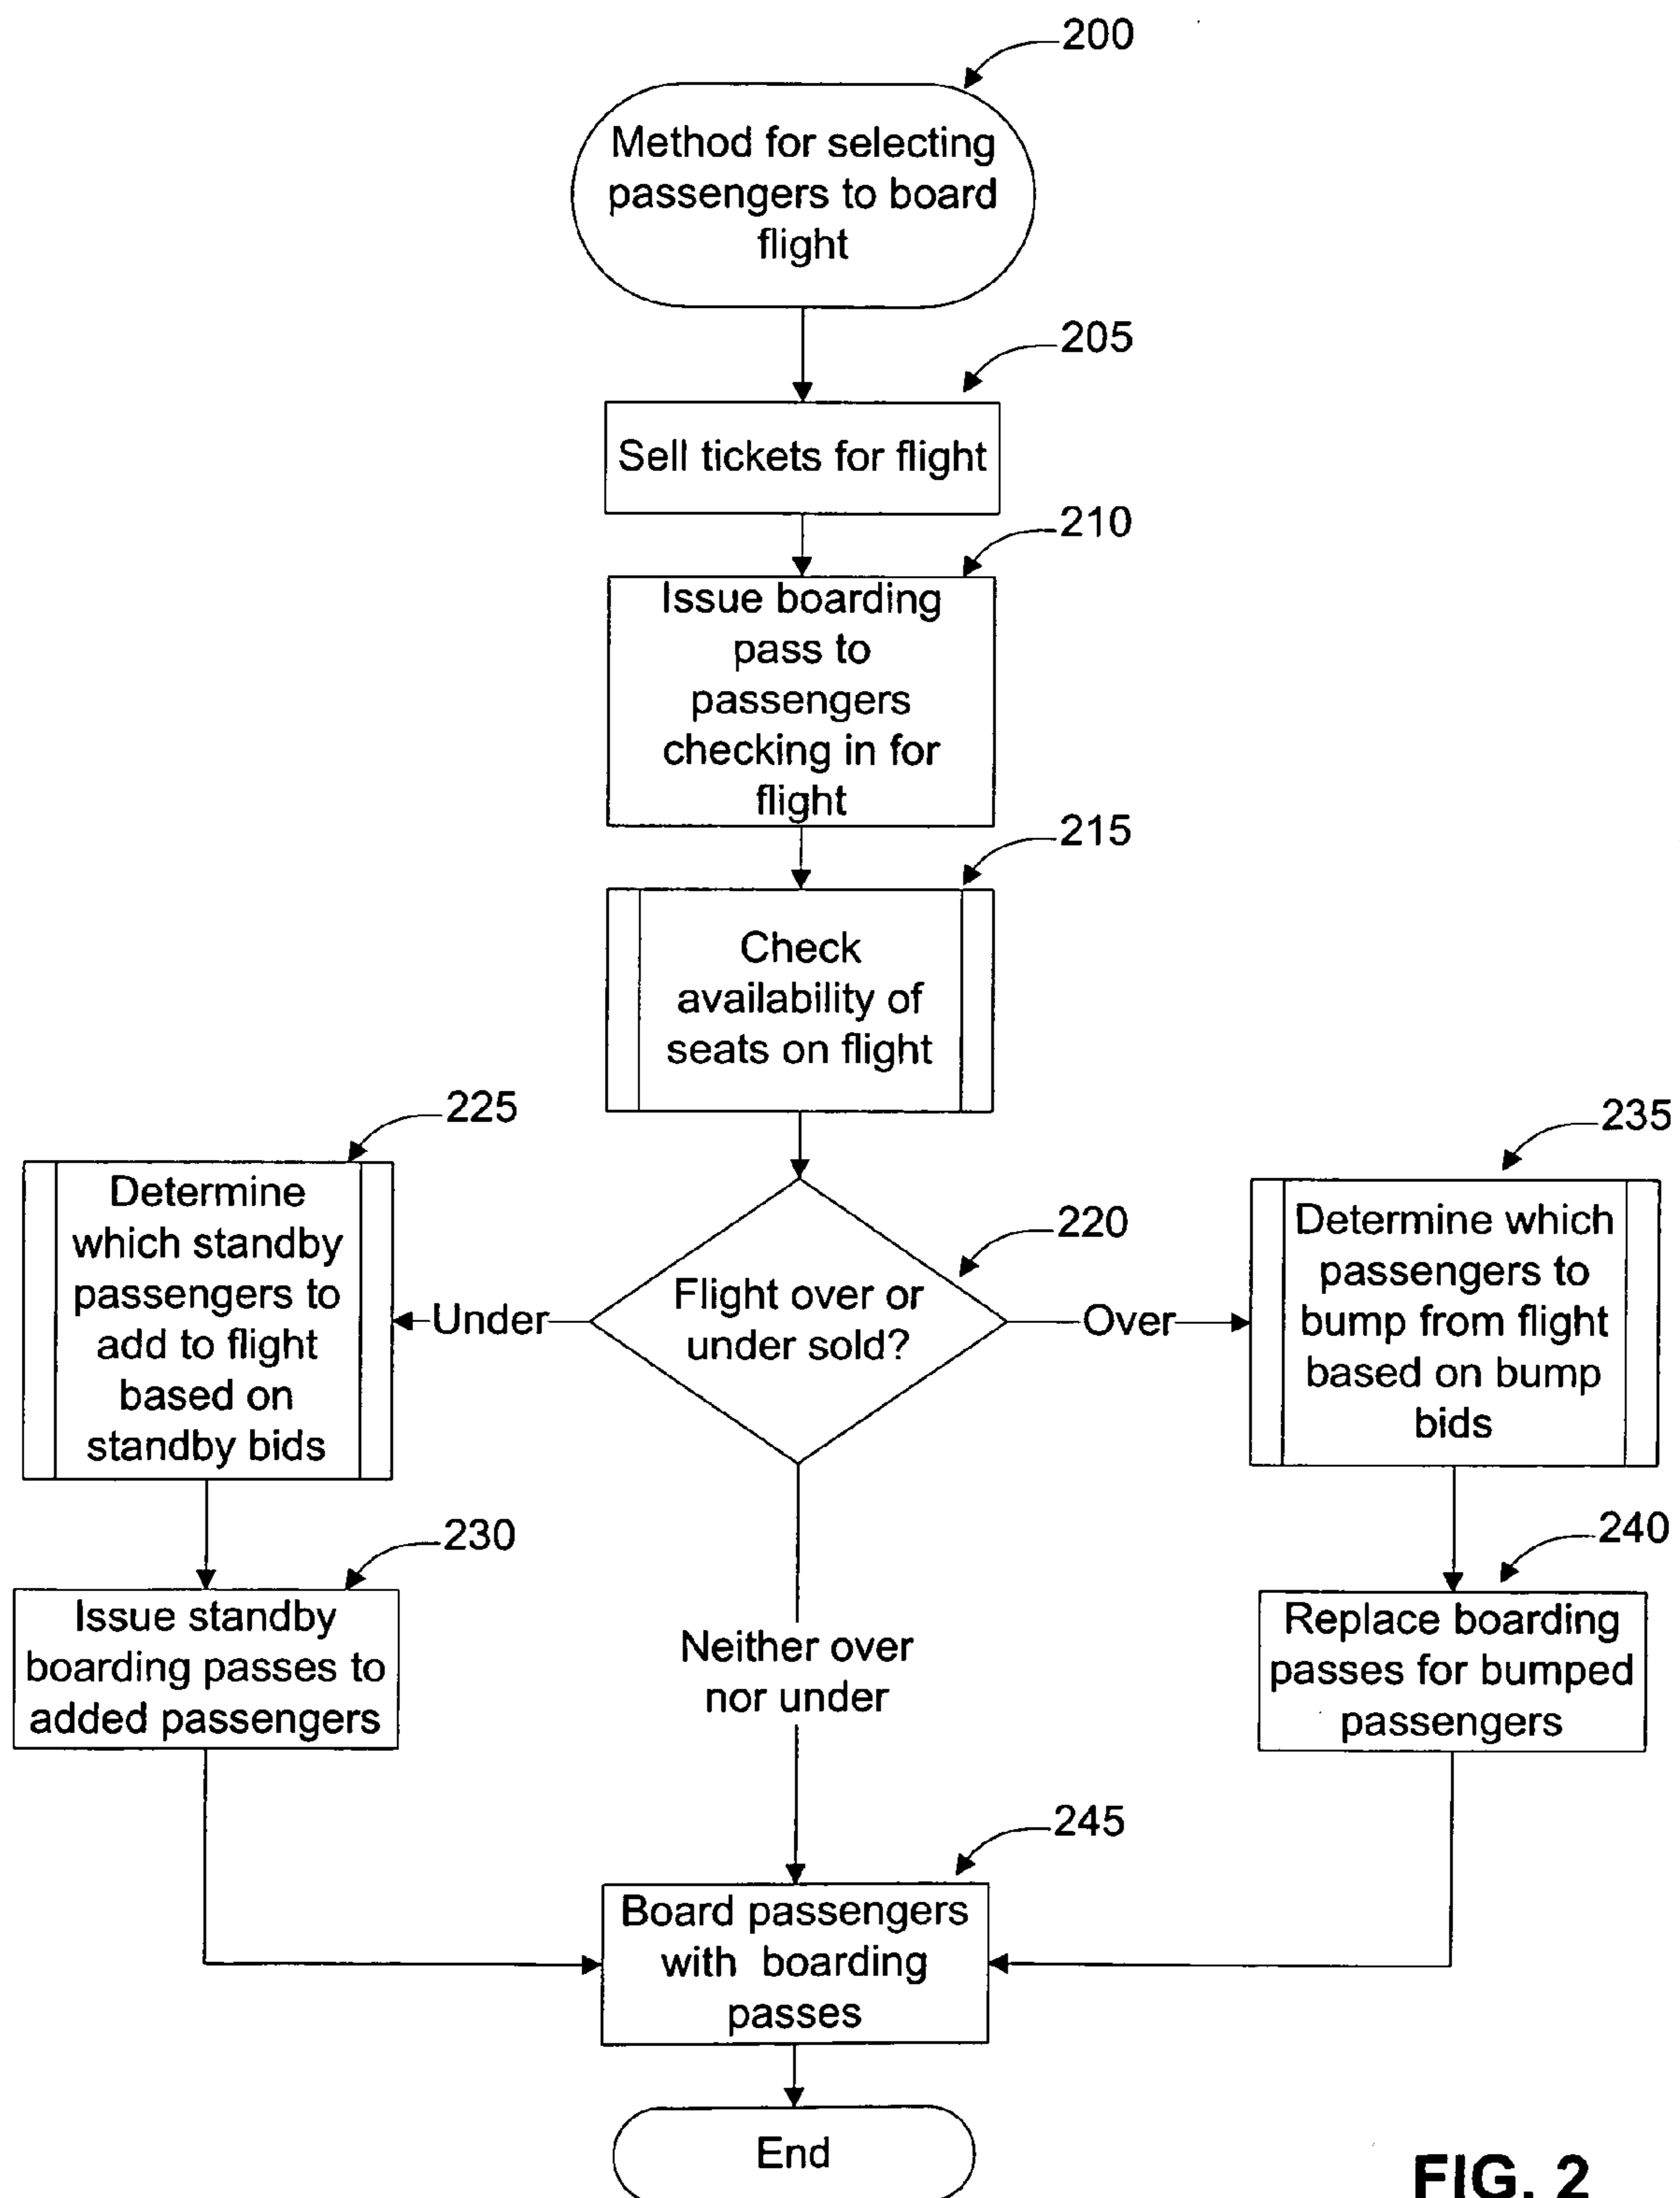 200
Method for selecting
passengers to board
flight
205
Sell tickets for flight
210
Issue boarding
pass to
passengers
checking in for
flight
215
Check
availability of
seats on flight
225
Determine
which standby
passengers to
add to flight
based on
standby bids
220
Flight over or
under sold?
Under
Over
235
Determine which
passengers to
bump from flight
based on bump
bids
230
Issue standby
boarding passes to
added passengers
Neither over
nor under
240
Replace boarding
passes for bumped
passengers
245
Board passengers
with boarding
passes
End
FIG. 2